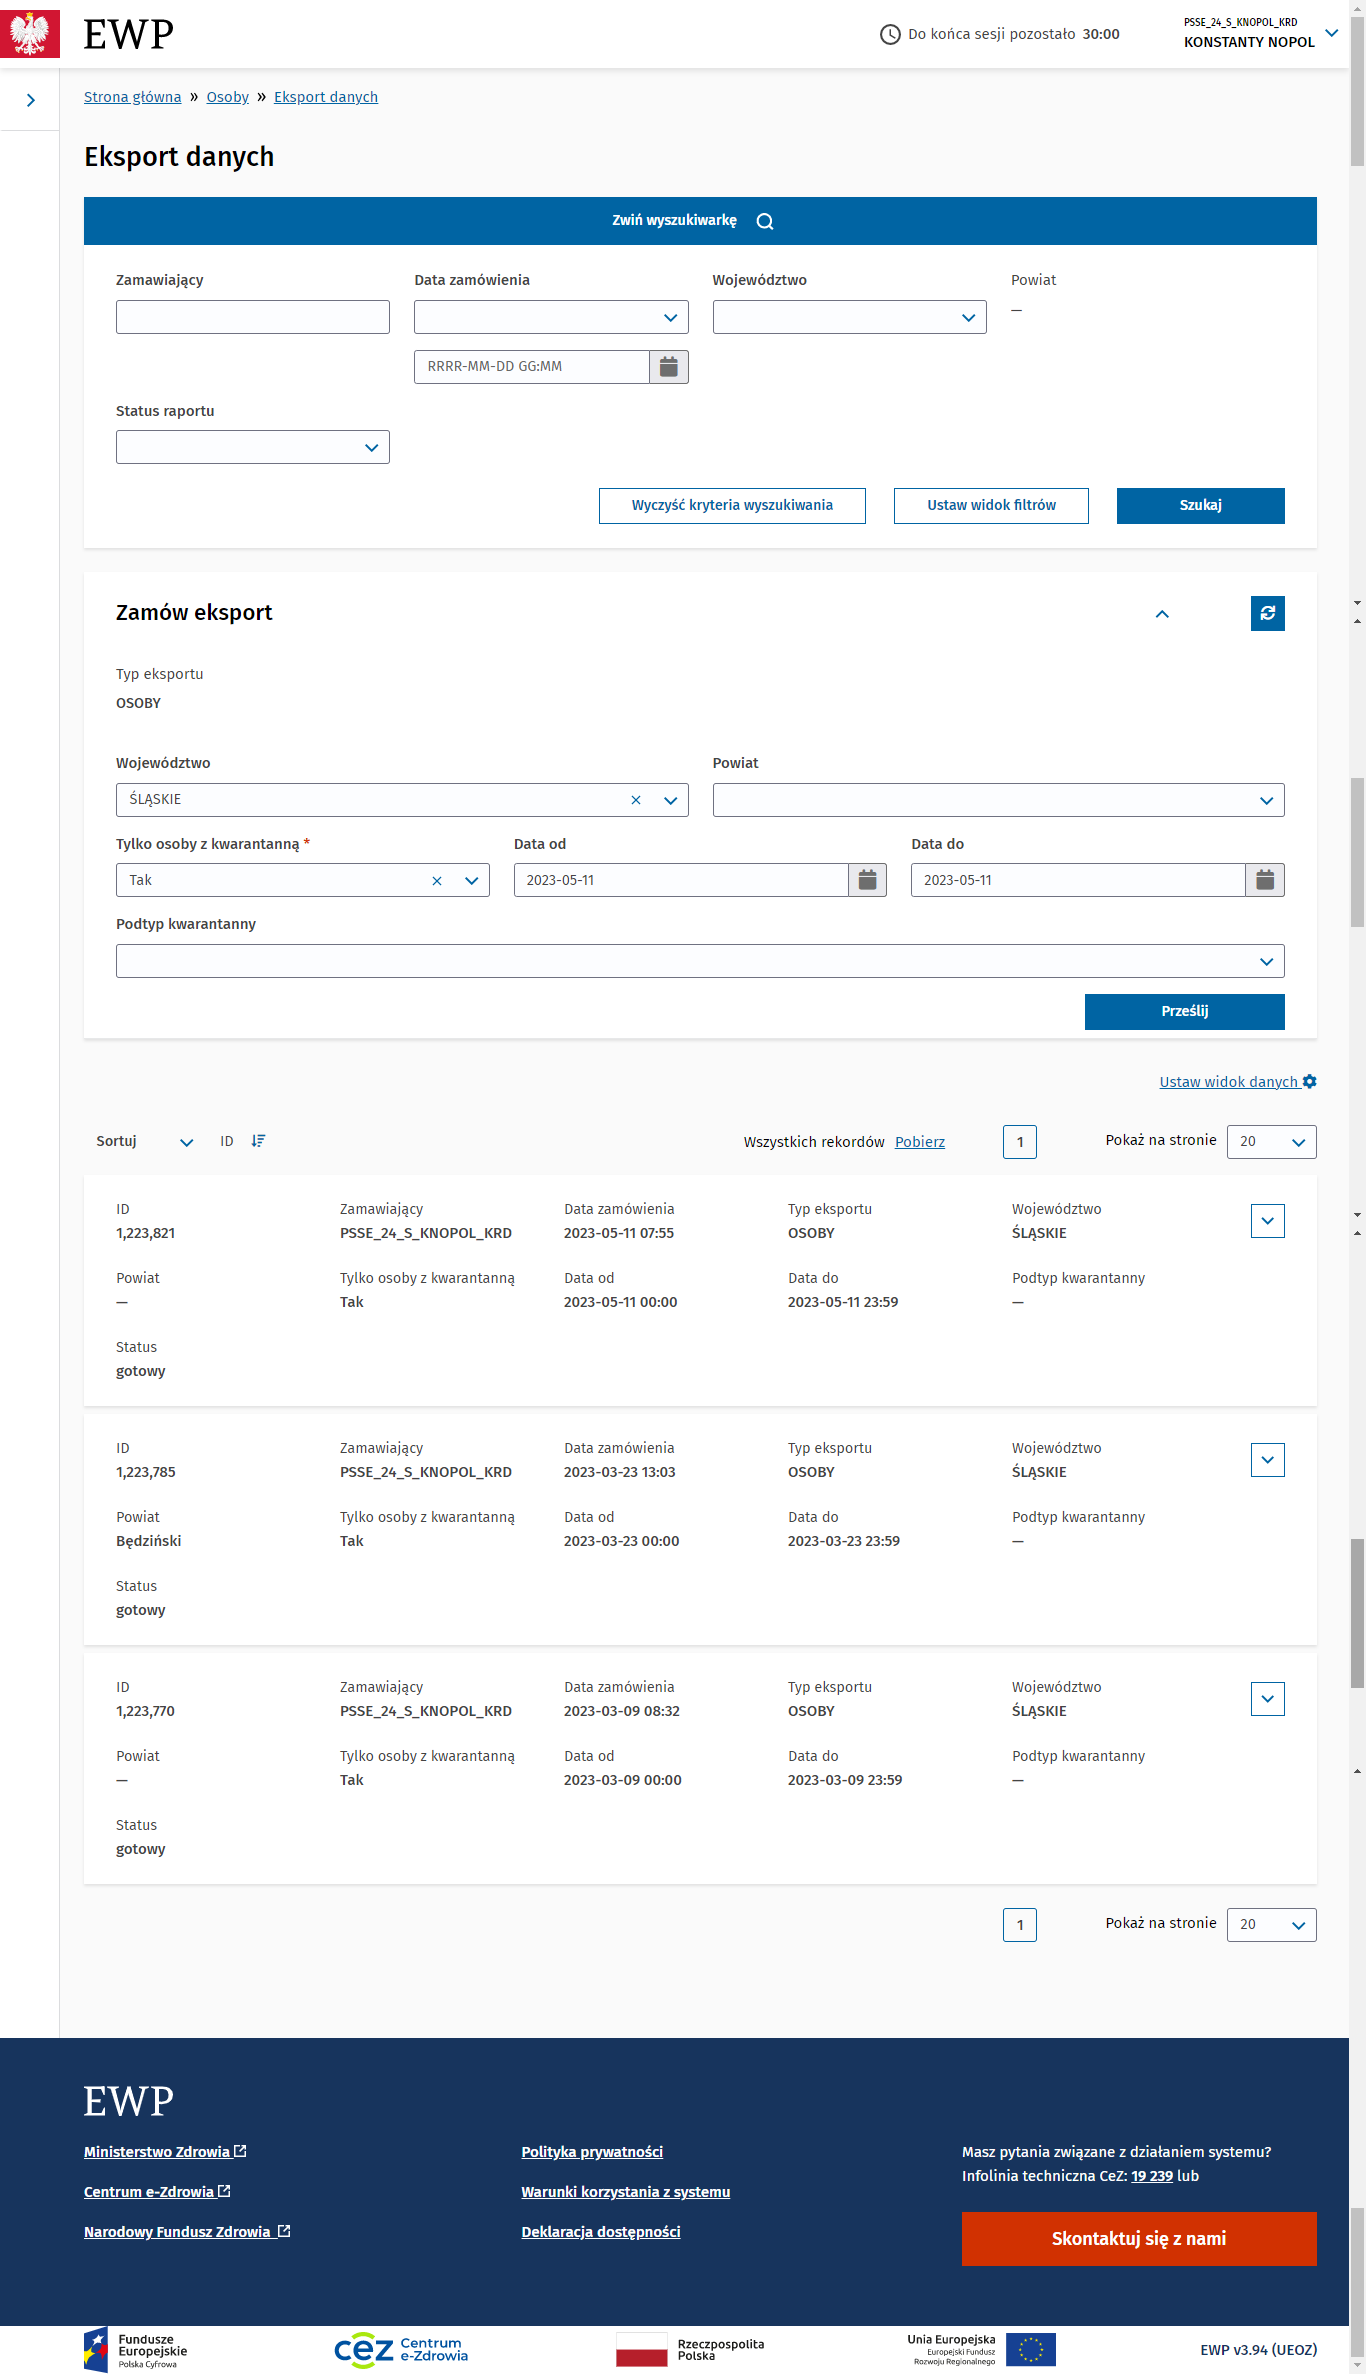 EWP
Do końca sesji pozostało 30:00
PSSE_24_S_KNOPOL_KRD
KONSTANTY NOPOL
Strona główna » Osoby » Eksport danych
Eksport danych
Zwiń wyszukiwarkę
Zamawiający Data zamówienia Województwo Powiat
—
RRRR-MM-DD GG:MM
Status raportu
Wyczyść kryteria wyszukiwania Ustaw widok filtrów Szukaj
Zamów eksport
Typ eksportu
OSOBY
Województwo Powiat
ŚLĄSKIE
Tylko osoby z kwarantanną * Data od Data do
Tak 2023-05-11 2023-05-11
Podtyp kwarantanny
Prześlij
Ustaw widok danych
Sortuj ID Wszystkich rekordów Pobierz 1 Pokaż na stronie 20
ID Zamawiający Data zamówienia Typ eksportu Województwo
1,223,821 PSSE_24_S_KNOPOL_KRD 2023-05-11 07:55 OSOBY ŚLĄSKIE
Powiat Tylko osoby z kwarantanną Data od Data do Podtyp kwarantanny
— Tak 2023-05-11 00:00 2023-05-11 23:59 —
Status
gotowy
ID Zamawiający Data zamówienia Typ eksportu Województwo
1,223,785 PSSE_24_S_KNOPOL_KRD 2023-03-23 13:03 OSOBY ŚLĄSKIE
Powiat Tylko osoby z kwarantanną Data od Data do Podtyp kwarantanny
Będziński Tak 2023-03-23 00:00 2023-03-23 23:59 —
Status
gotowy
ID Zamawiający Data zamówienia Typ eksportu Województwo
1,223,770 PSSE_24_S_KNOPOL_KRD 2023-03-09 08:32 OSOBY ŚLĄSKIE
Powiat Tylko osoby z kwarantanną Data od Data do Podtyp kwarantanny
— Tak 2023-03-09 00:00 2023-03-09 23:59 —
Status
gotowy
1 Pokaż na stronie 20
EWP
Ministerstwo Zdrowia Polityka prywatności Masz pytania związane z działaniem systemu?
Infolinia techniczna CeZ: 19 239 lub
Centrum e-Zdrowia Warunki korzystania z systemu
Narodowy Fundusz Zdrowia Deklaracja dostępności
Skontaktuj się z nami
Fundusze
Europejskie
Polska Cyfrowa
cez Centrum
e-Zdrowia
Rzeczpospolita
Polska
Unia Europejska
Europejski Fundusz
Rozwoju Regionalnego
EWP v3.94 (UEOZ)